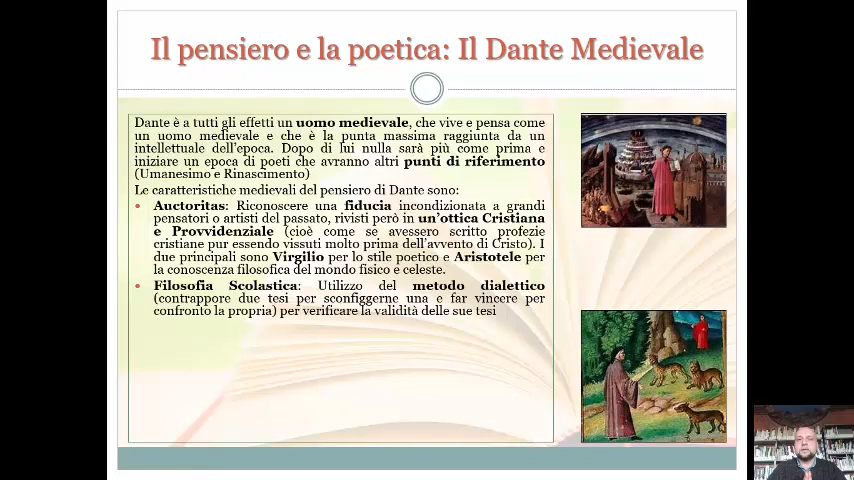 Il pensiero e la poetica: Il Dante Medievale
Dante è a tutti gli effetti un uomo medievale, che vive e pensa come
un uomo medievale e che è la punta massima raggiunta da un
intellettuale dell'epoca. Dopo di lui nulla sarà più come prima e
iniziare un epoca di poeti che avranno altri punti di riferimento
(Umanesimo e Rinascimento)
Le caratteristiche medievali del pensiero di Dante sono:
• Auctoritas: Riconoscere una fiducia incondizionata a grandi
pensatori o artisti del passato, rivisti però in un'ottica Cristiana
e Provvidenziale (cioè come se avessero scritto profezie
cristiane pur essendo vissuti molto prima dell'avvento di Cristo). I
due principali sono Virgilio per lo stile poetico e Aristotele per
la conoscenza filosofica del mondo fisico e celeste.
• Filosofia Scolastica: Utilizzo del metodo dialettico
(contrappore due tesi per sconfiggerne una e far vincere per
confronto la propria) per verificare la validità delle sue tesi